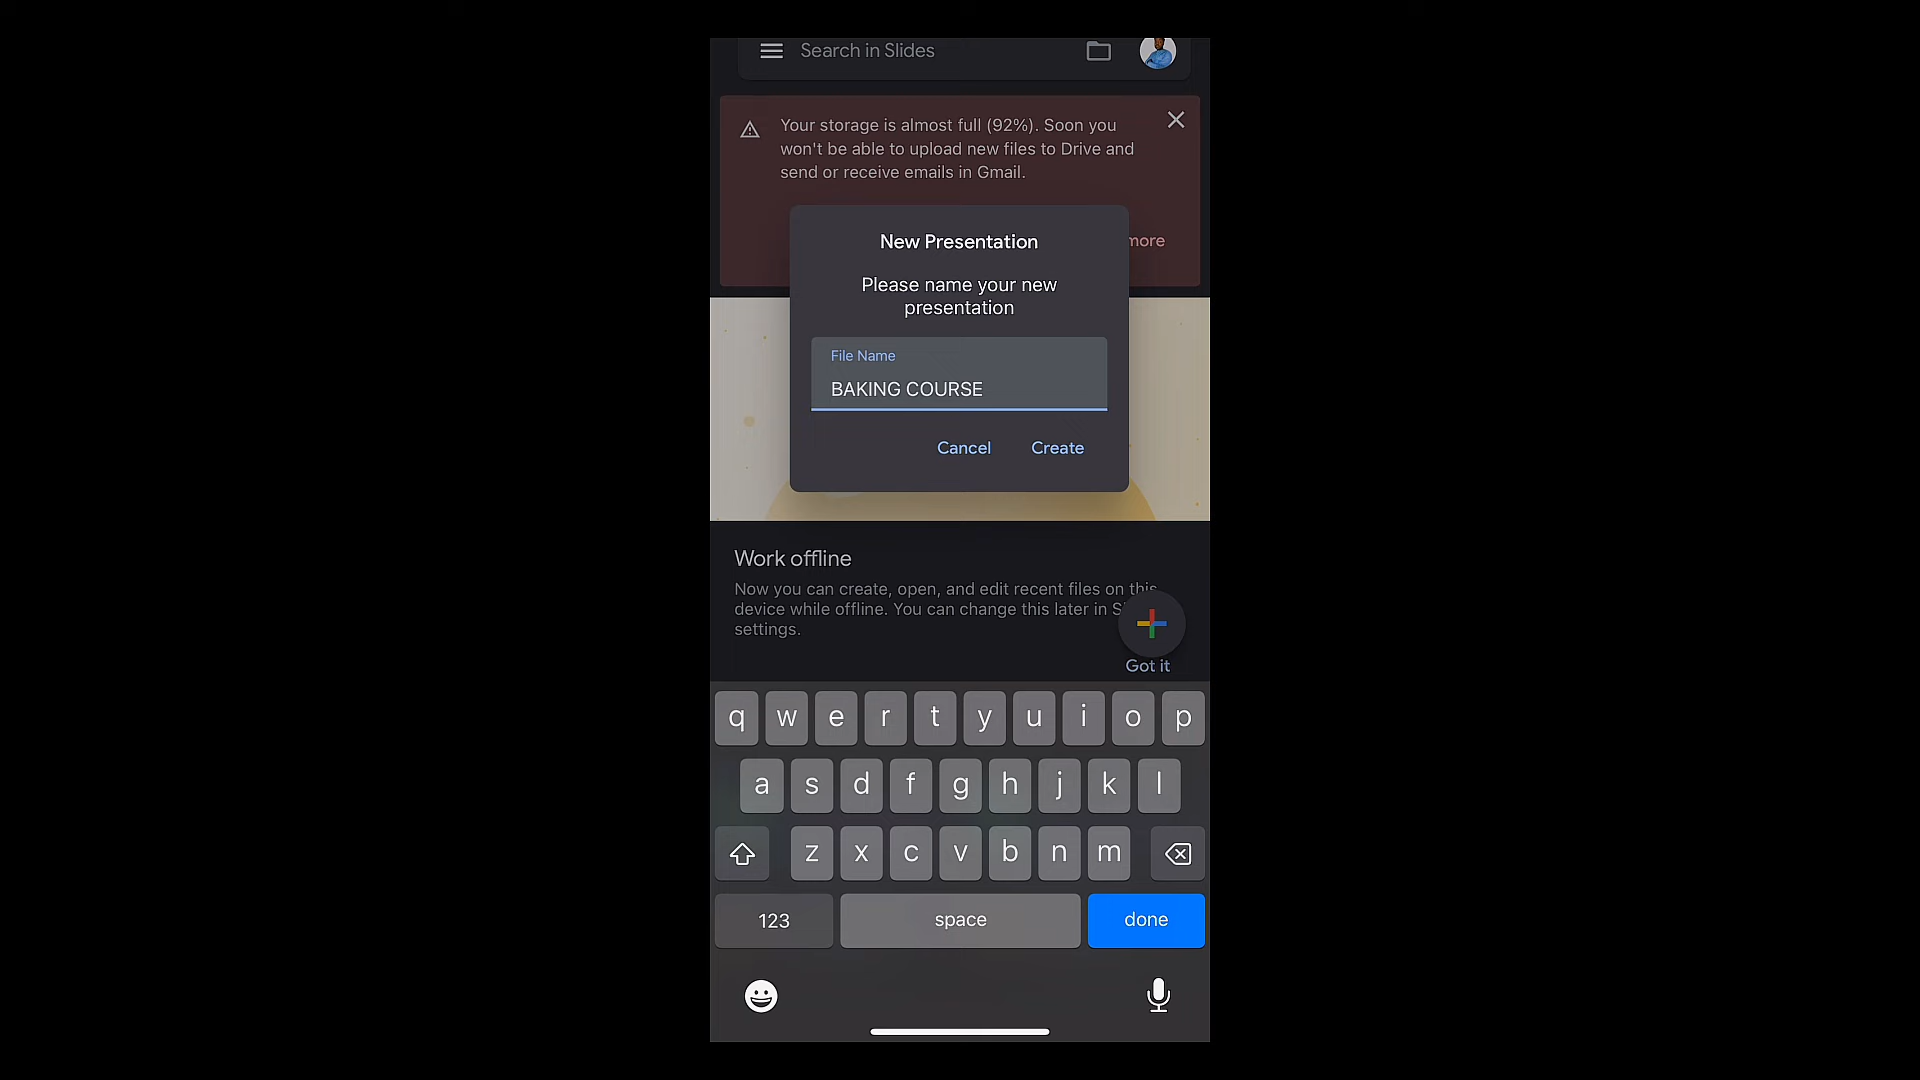 Search in Slides
Your storage is almost full (92%). Soon you
won't be able to upload new files to Drive and
send or receive emails in Gmail.
more
New Presentation
Please name your new
presentation
File Name
BAKING COURSE
Cancel Create
Work offline
Now you can create, open, and edit recent files on this
device while offline. You can change this later in
settings.
Got it
q w e r t y u i o p
a s d f g h j k l
z x c v b n m
123 space done